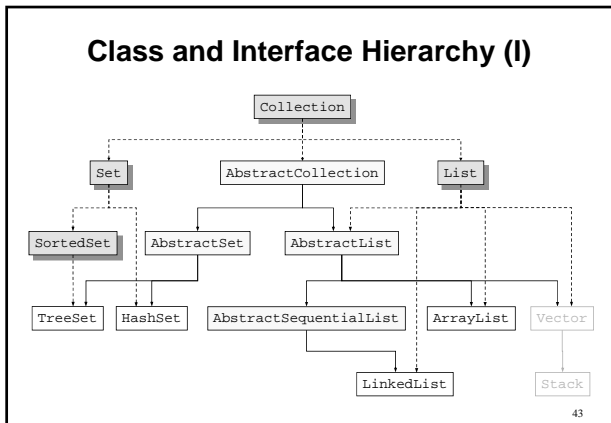 Class and Interface Hierarchy (I)
Collection
Set AbstractCollection List
SortedSet AbstractSet AbstractList
TreeSet HashSet AbstractSequentialList ArrayList Vector
LinkedList Stack
43